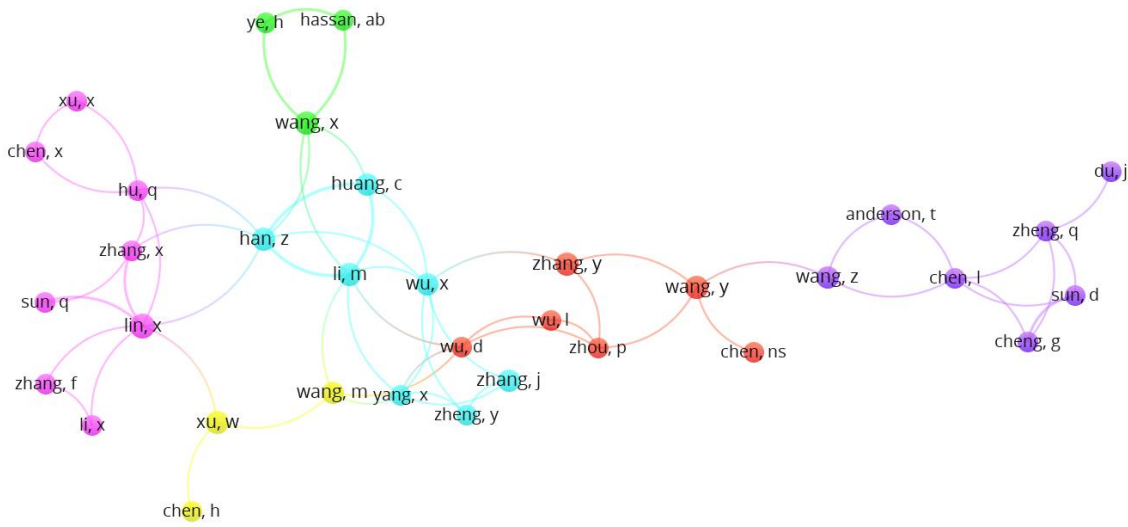 ye, h
hassan, ab
xu, x
wang, x
chen, x
huang, c
du, j
hu, q
anderson, t
zheng, q
zhang, x
han, z
li, m
wu, x
zhang, y
wang, y
wang, z
chen, l
sun, d
sun, q
lin, x
wu, l
wu, d
zhou, p
chen, ns
cheng, g
zhang, f
wang, m
yang, x
zhang, j
zheng, y
li, x
xu, w
chen, h